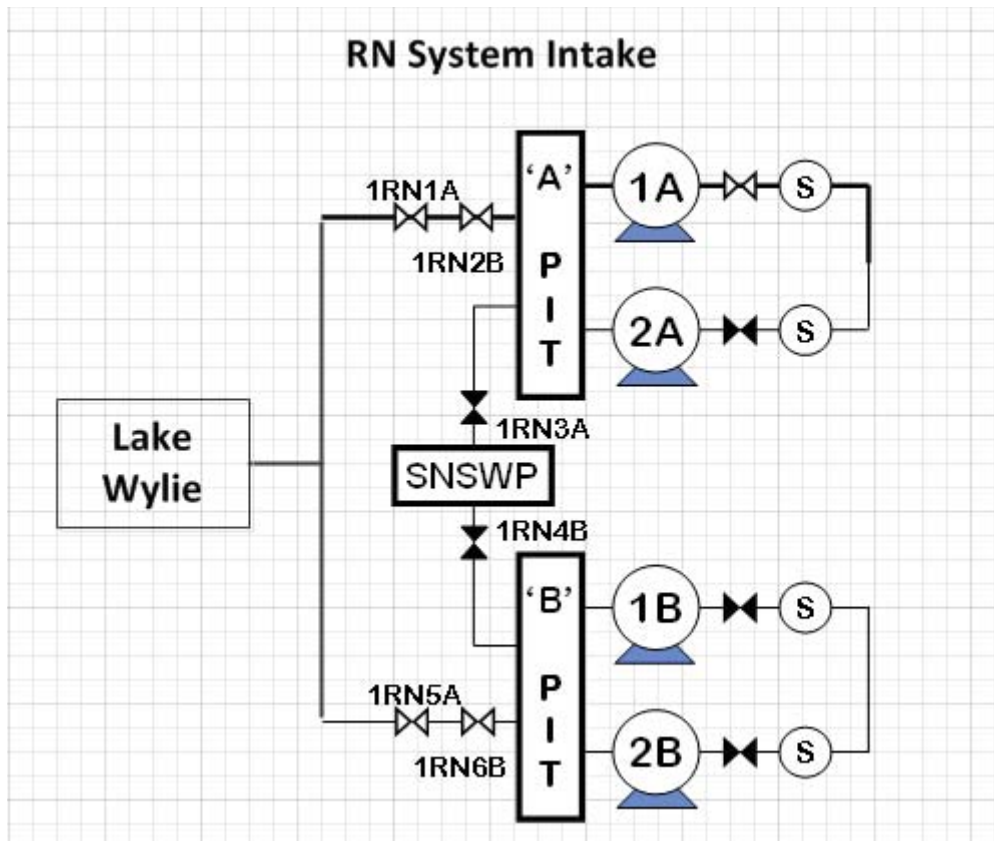 RN System Intake
1RN1A
1RN2B
'A'
P
I
T
1A
S
2A
S
1RN3A
Lake
Wylie
SNSWP
1RN4B
'B'
P
I
T
1B
S
1RN5A
1RN6B
2B
S